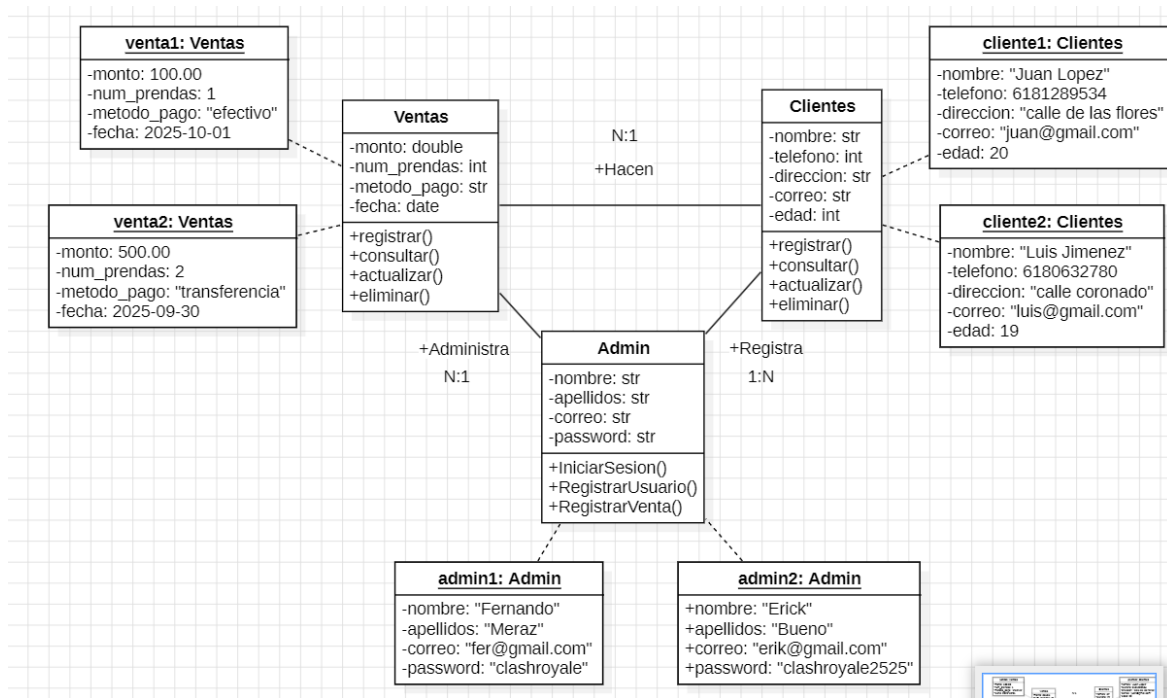 venta1: Ventas
-monto: 100.00
-num_prendas: 1
-metodo_pago: "efectivo"
-fecha: 2025-10-01
venta2: Ventas
-monto: 500.00
-num_prendas: 2
-metodo_pago: "transferencia"
-fecha: 2025-09-30
Ventas
-monto: double
-num_prendas: int
-metodo_pago: str
-fecha: date
+registrar()
+consultar()
+actualizar()
+eliminar()
N:1
+Hacen
Clientes
-nombre: str
-telefono: int
-direccion: str
-correo: str
-edad: int
+registrar()
+consultar()
+actualizar()
+eliminar()
cliente1: Clientes
-nombre: "Juan Lopez"
-telefono: 6181289534
-direccion: "calle de las flores"
-correo: "juan@gmail.com"
-edad: 20
cliente2: Clientes
-nombre: "Luis Jimenez"
-telefono: 6180632780
-direccion: "calle coronado"
-correo: "luis@gmail.com"
-edad: 19
+Administra
N:1
+Registra
1:N
Admin
-nombre: str
-apellidos: str
-correo: str
-password: str
+IniciarSesion()
+RegistrarUsuario()
+RegistrarVenta()
admin1: Admin
-nombre: "Fernando"
-apellidos: "Meraz"
-correo: "fer@gmail.com"
-password: "clashroyale"
admin2: Admin
+nombre: "Erick"
+apellidos: "Bueno"
+correo: "erik@gmail.com"
+password: "clashroyale2525"